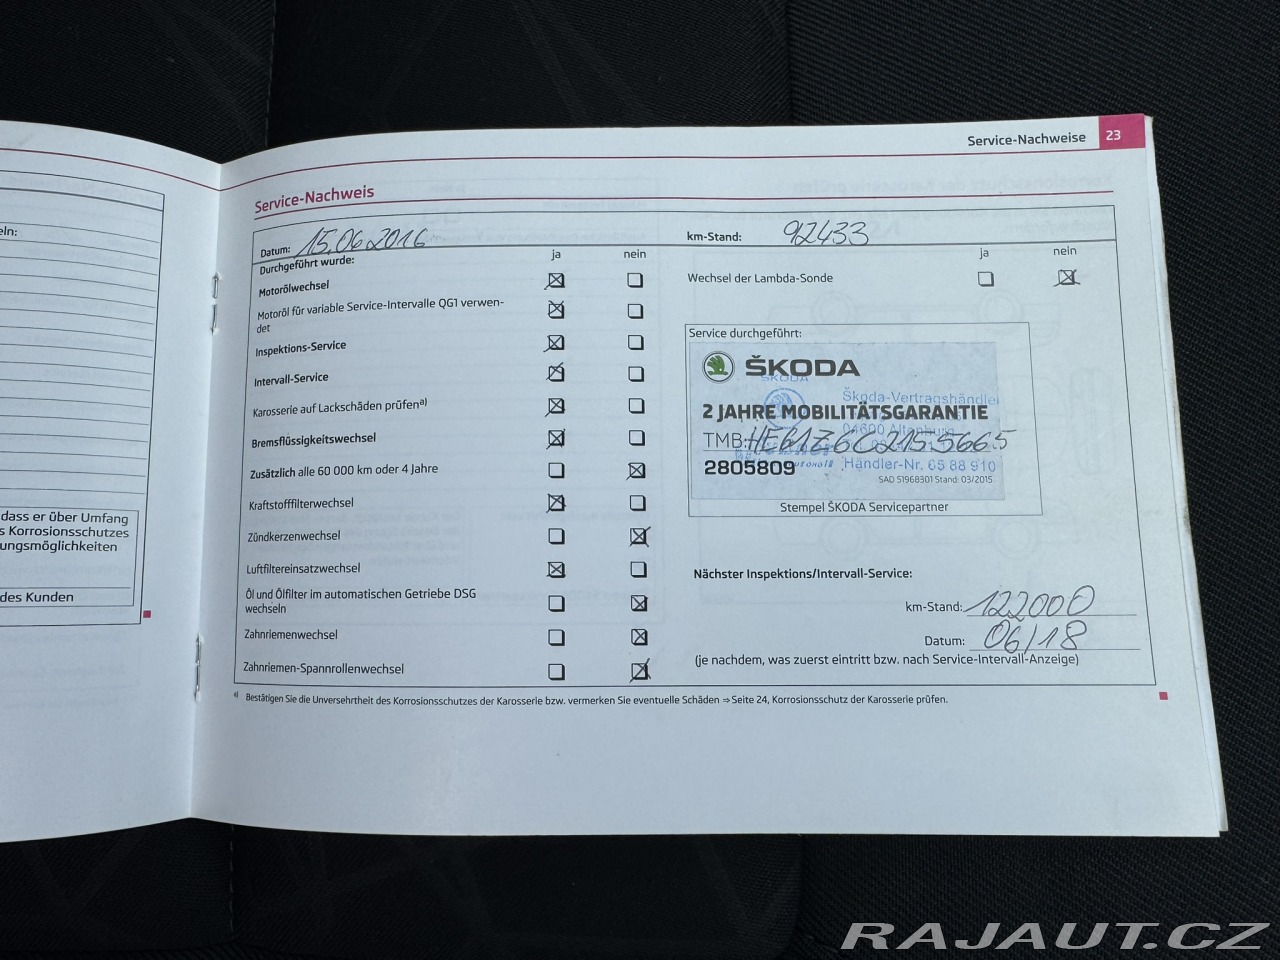 Service-Nachweise 23
Service-Nachweis
Datum: 15.06.2016
km-Stand: 92433
Durchgeführt wurde:
ja nein
ja nein
Motorölwechsel
Wechsel der Lambda-Sonde
Motoröl für variable Service-Intervalle QG1 verwen-
det
Inspektions-Service
Intervall-Service
Karosserie auf Lackschäden prüfen a)
Bremsflüssigkeitswechsel
Zusätzlich alle 60 000 km oder 4 Jahre
Kraftstofffilterwechsel
Zündkerzenwechsel
Luftfiltereinsatzwechsel
Öl und Ölfilter im automatischen Getriebe DSG
wechseln
Zahnriemenwechsel
Zahnriemen-Spannrollenwechsel
Service durchgeführt:
ŠKODA
ŠKODA
Škoda-Vertragshändler
2 JAHRE MOBILITÄTSGARANTIE
04600 Altenburg
TMB: HE61Z6C2155665
2805809
Händler-Nr. 65 88 910
SAD 51968301 Stand: 03/2015
Stempel ŠKODA Servicepartner
Nächster Inspektions/Intervall-Service:
km-Stand: 122000
Datum: 06/18
(je nachdem, was zuerst eintritt bzw. nach Service-Intervall-Anzeige)
a) Bestätigen Sie die Unversehrtheit des Korrosionsschutzes der Karosserie bzw. vermerken Sie eventuelle Schäden ⇒ Seite 24, Korrosionsschutz der Karosserie prüfen.
eln:
dass er über Umfang
s Korrosionsschutzes
ungsmöglichkeiten
des Kunden
RAJAUT.CZ